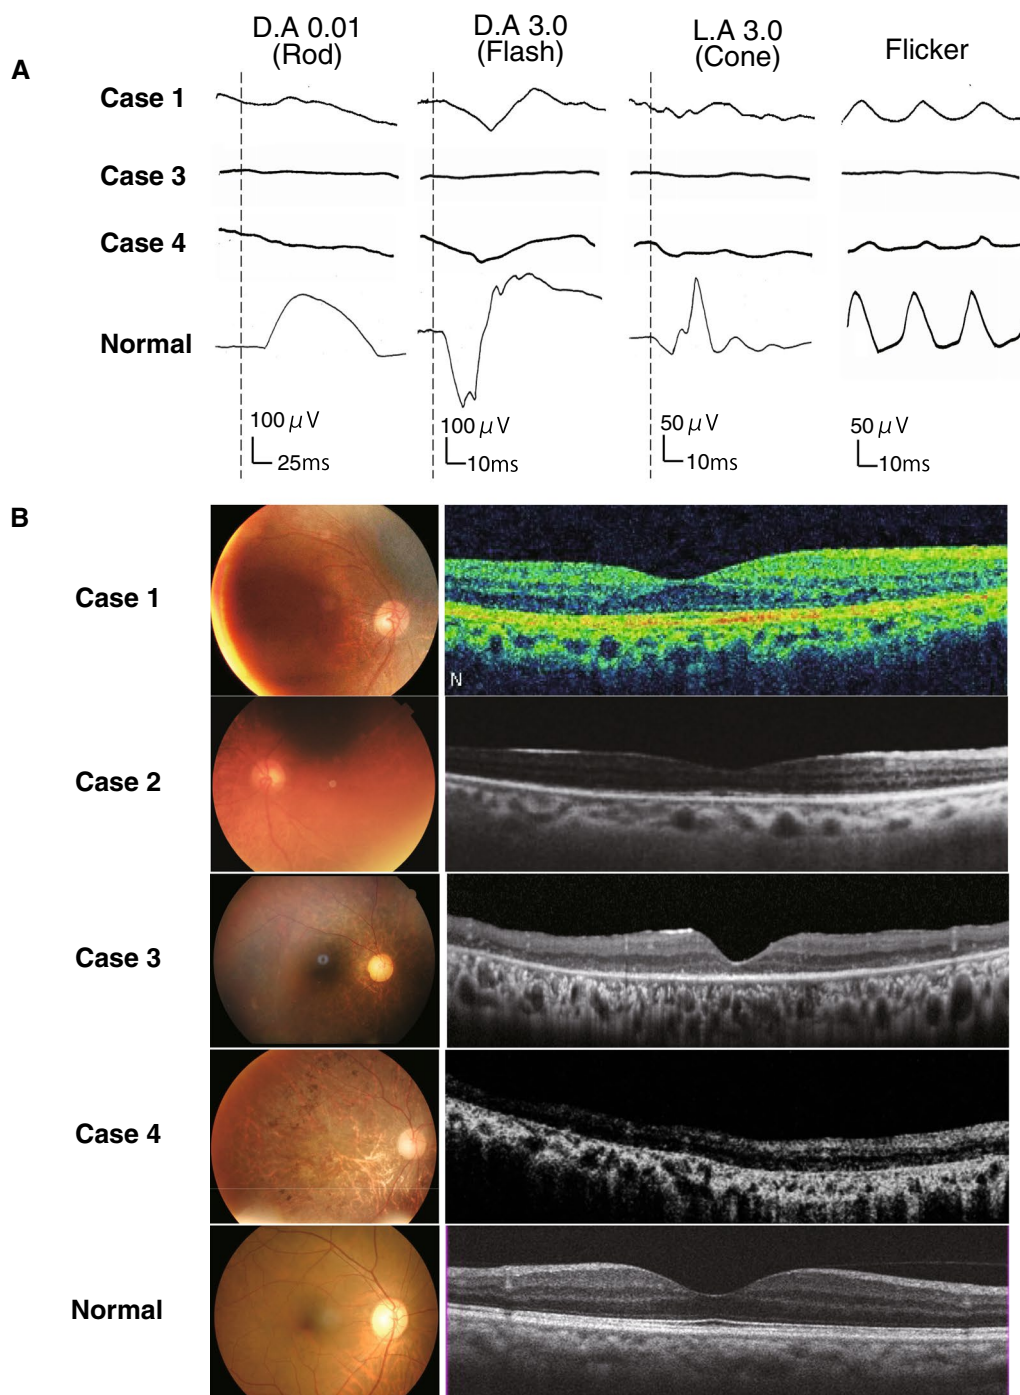 A
D.A 0.01
(Rod)
D.A 3.0
(Flash)
L.A 3.0
(Cone)
Flicker
Case 1
Case 3
Case 4
Normal
100 μV
25ms
100 μV
10ms
50 μV
10ms
50 μV
10ms
B
Case 1
N
Case 2
Case 3
Case 4
Normal